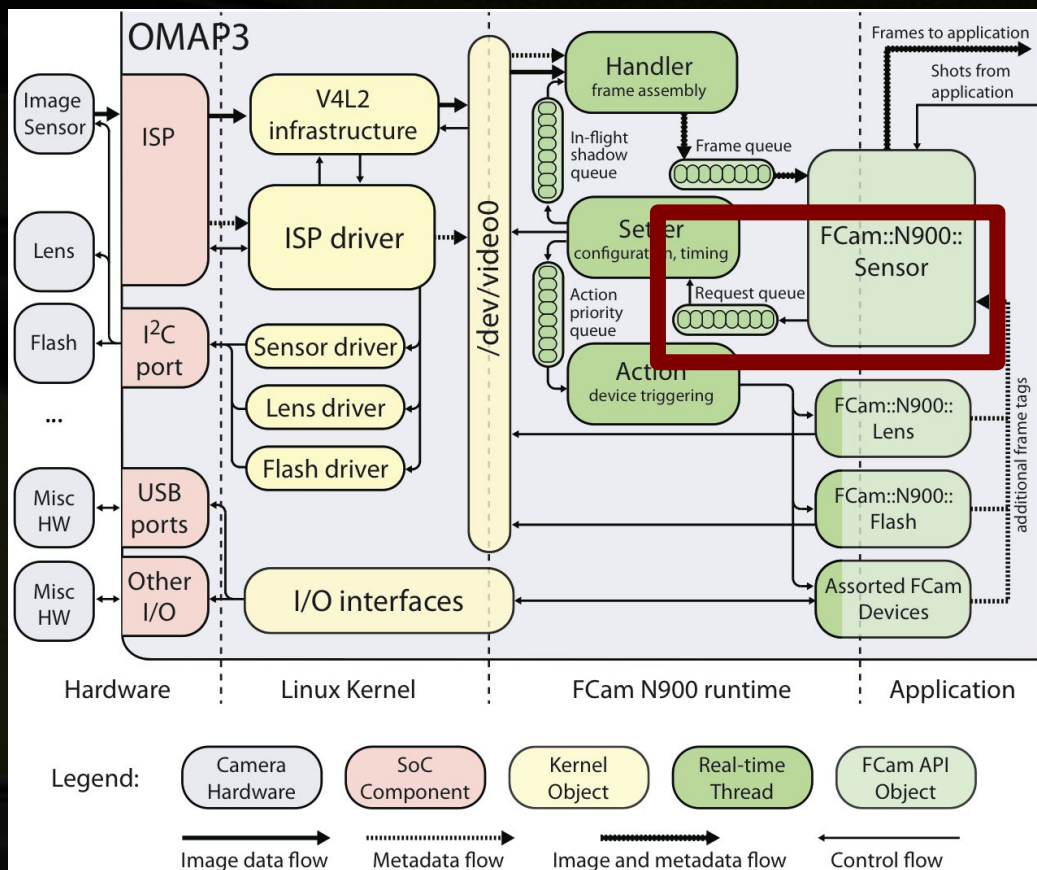 OMAP3
Image
Sensor
Lens
Flash
...
Misc
HW
Misc
HW
ISP
I²C
port
USB
ports
Other
I/O
V4L2
infrastructure
ISP driver
Sensor driver
Lens driver
Flash driver
I/O interfaces
/dev/video0
Handler
frame assembly
In-flight
shadow
queue
Frame queue
Setter
configuration, timing
Request queue
Action
priority
queue
Action
device triggering
Frames to application
Shots from
application
FCam::N900::
Sensor
FCam::N900::
Lens
FCam::N900::
Flash
Assorted FCam
Devices
additional frame tags
Hardware
Linux Kernel
FCam N900 runtime
Application
Legend:
Camera
Hardware
SoC
Component
Kernel
Object
Real-time
Thread
FCam API
Object
Image data flow
Metadata flow
Image and metadata flow
Control flow